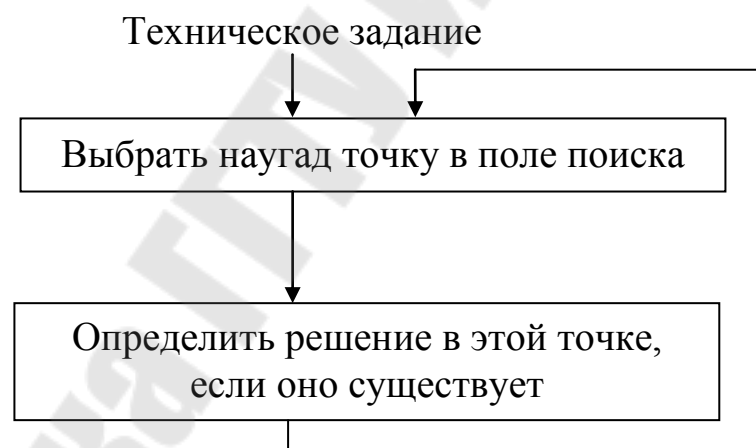 Техническое задание
Выбрать наугад точку в поле поиска
Определить решение в этой точке,
если оно существует